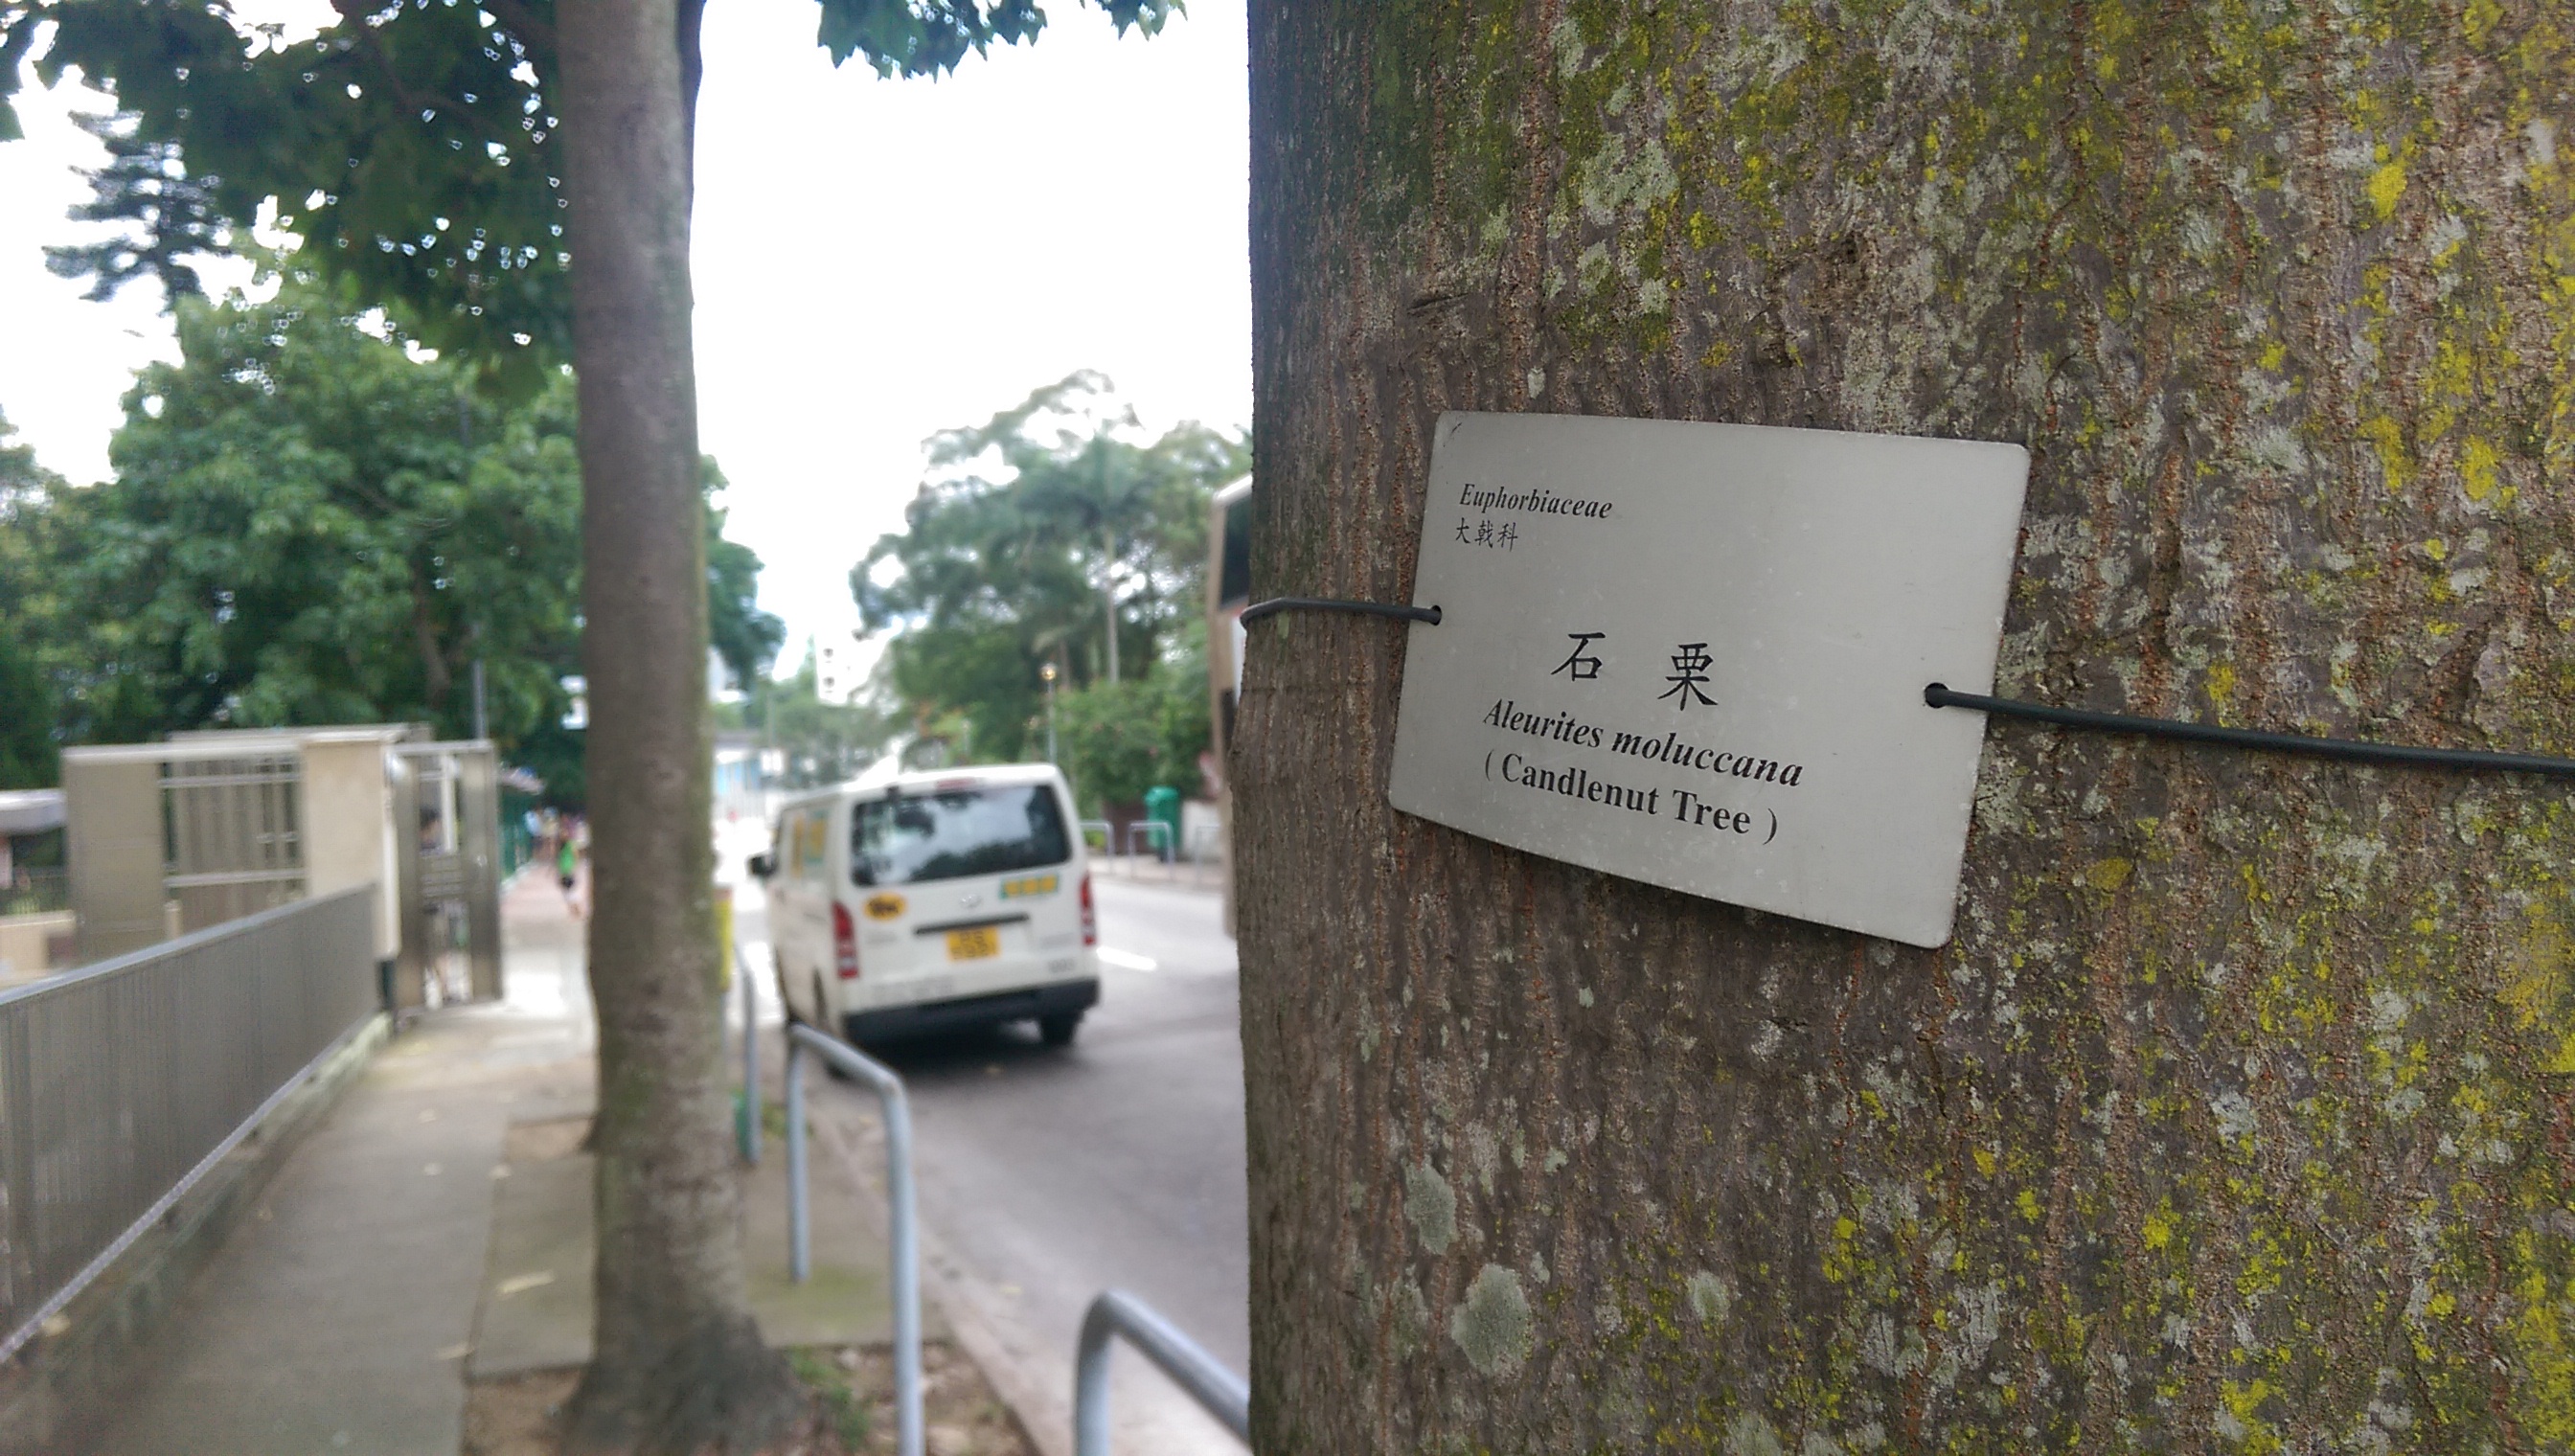 Euphorbiaceae
大戟科
石 栗
Aleurites moluccana
( Candlenut Tree )